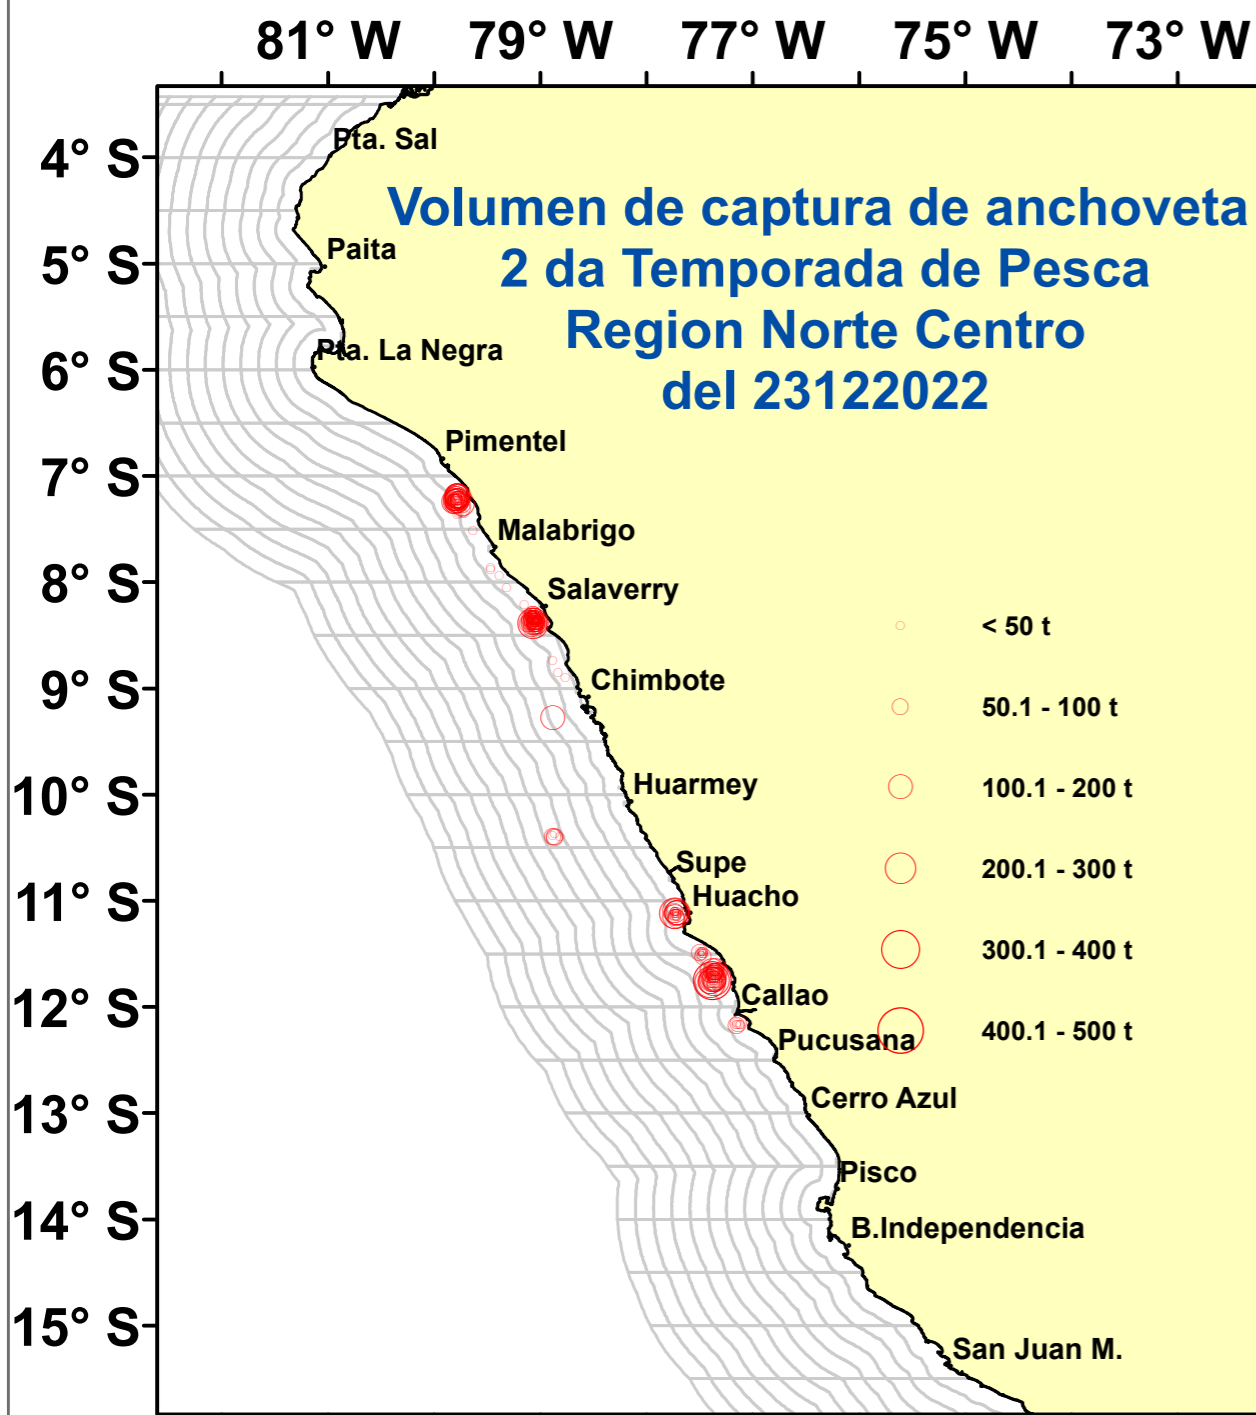 81° W 79° W 77° W 75° W 73° W
4° S
5° S
6° S
7° S
8° S
9° S
10° S
11° S
12° S
13° S
14° S
15° S
Volumen de captura de anchoveta
2 da Temporada de Pesca
Region Norte Centro
del 23122022
Pta. Sal
Paita
Pta. La Negra
Pimentel
Malabrigo
Salaverry
Chimbote
Huarmey
Supe
Huacho
Callao
Pucusana
Cerro Azul
Pisco
B.Independencia
San Juan M.
< 50 t
50.1 - 100 t
100.1 - 200 t
200.1 - 300 t
300.1 - 400 t
400.1 - 500 t